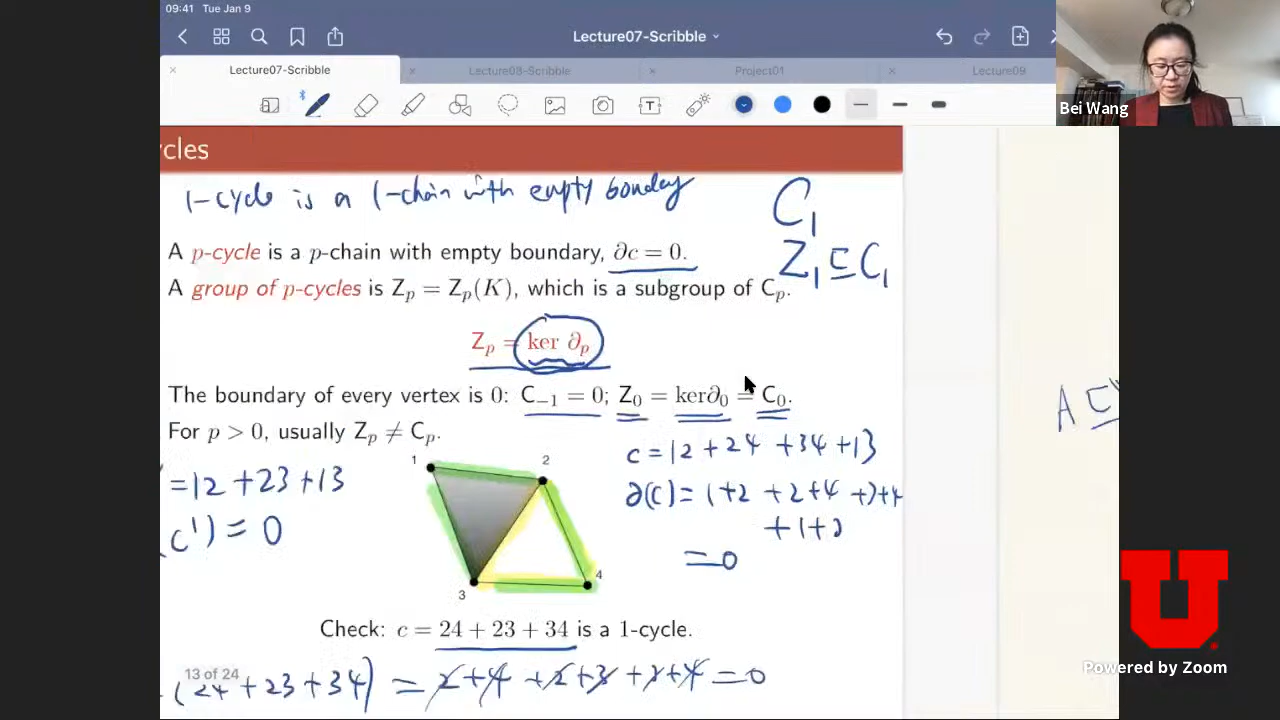 09:41 Tue Jan 9
Lecture07-Scribble
Lecture07-Scribble
Lecture08-Scribble
Project01
Lecture09
Bei Wang
cles
1-cycle is a 1-chain with empty bonday
C₁
A p-cycle is a p-chain with empty boundary, ∂c = 0.
Z₁ ⊆ C₁
A group of p-cycles is Zₚ = Zₚ(K), which is a subgroup of Cₚ.
Zₚ = ker ∂ₚ
The boundary of every vertex is 0: C₋₁ = 0; Z₀ = ker∂₀ = C₀.
For p > 0, usually Zₚ ≠ Cₚ.
c = 12 + 24 + 34 + 13
= 12 + 23 + 13
∂(c) = 1+2 + 2+4 + 3+4
+ 1+3
c') = 0
= 0
1
2
3
4
Check: c = 24 + 23 + 34 is a 1-cycle.
13 of 24
(24 + 23 + 34) = 2+4 + 2+3 + 3+4 = 0
A ⊆
U
Powered by Zoom